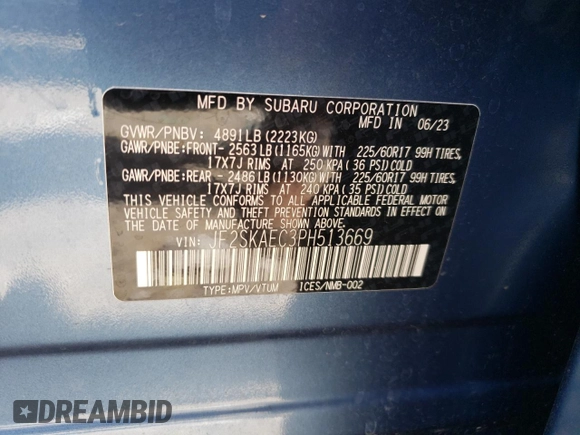 MFD BY SUBARU CORPORATION
GVWR/PNBV: 4891LB(2223KG) MFD IN 06/23
GAWR/PNBE:FRONT- 2563LB(1165KG)WITH 225/60R17 99H TIRES,
17X7J RIMS AT 250 KPA(36 PSI)COLD
GAWR/PNBE:REAR - 2486LB(1130KG)WITH 225/60R17 99H TIRES,
17X7J RIMS AT 240 KPA(35 PSI)COLD
THIS VEHICLE CONFORMS TO ALL APPLICABLE FEDERAL MOTOR
VEHICLE SAFETY, BUMPER, AND THEFT PREVENTION STANDARDS IN EFFECT ON
THE DATE OF MANUFACTURE SHOWN ABOVE.
VIN: JF2SKAEC3PH513669
TYPE:MPV/VTUM ICES/NMB-002
DREAMBID